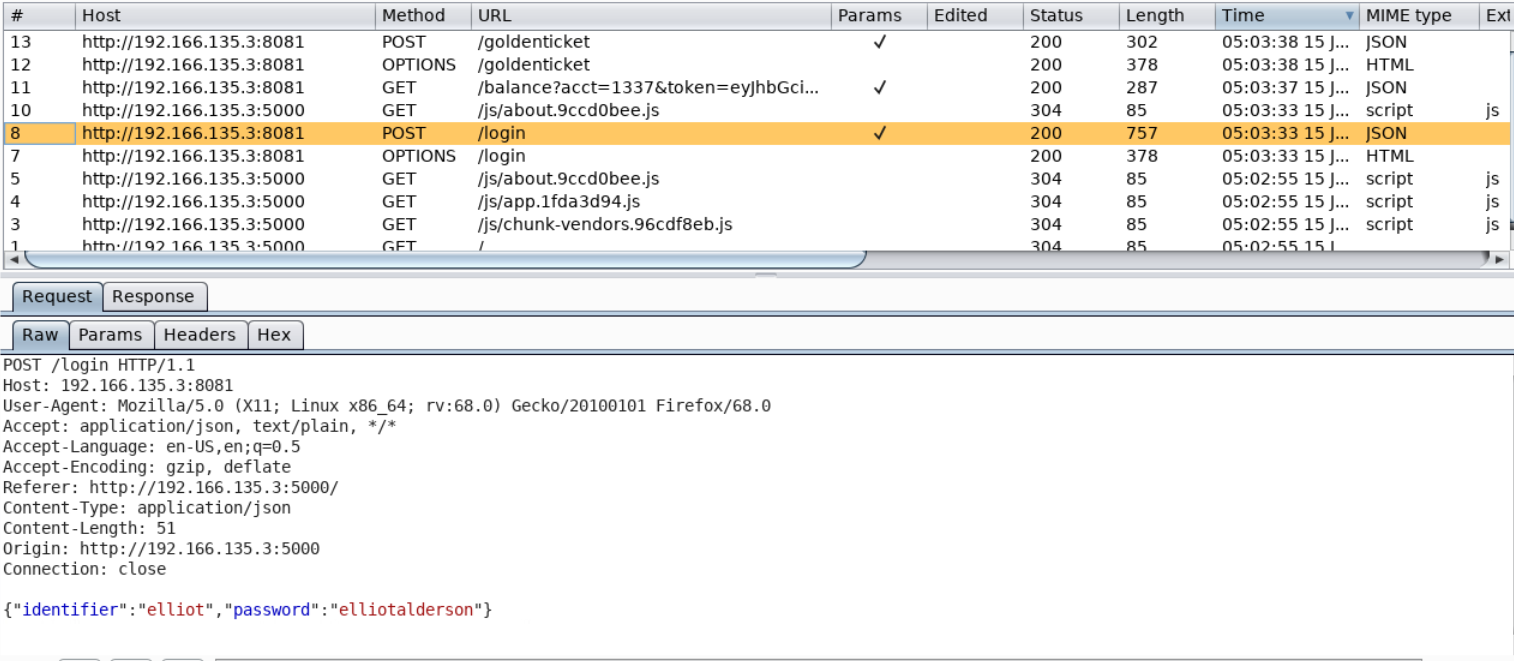 # Host Method URL Params Edited Status Length Time MIME type Ext
13 http://192.166.135.3:8081 POST /goldenticket ✓ 200 302 05:03:38 15 J... JSON
12 http://192.166.135.3:8081 OPTIONS /goldenticket 200 378 05:03:38 15 J... HTML
11 http://192.166.135.3:8081 GET /balance?acct=1337&token=eyJhbGci... ✓ 200 287 05:03:37 15 J... JSON
10 http://192.166.135.3:5000 GET /js/about.9ccd0bee.js 304 85 05:03:33 15 J... script js
8 http://192.166.135.3:8081 POST /login ✓ 200 757 05:03:33 15 J... JSON
7 http://192.166.135.3:8081 OPTIONS /login 200 378 05:03:33 15 J... HTML
5 http://192.166.135.3:5000 GET /js/about.9ccd0bee.js 304 85 05:02:55 15 J... script js
4 http://192.166.135.3:5000 GET /js/app.1fda3d94.js 304 85 05:02:55 15 J... script js
3 http://192.166.135.3:5000 GET /js/chunk-vendors.96cdf8eb.js 304 85 05:02:55 15 J... script js
1 http://192.166.135.3:5000 GET / 304 85 05:02:55 15 J
Request Response
Raw Params Headers Hex
POST /login HTTP/1.1
Host: 192.166.135.3:8081
User-Agent: Mozilla/5.0 (X11; Linux x86_64; rv:68.0) Gecko/20100101 Firefox/68.0
Accept: application/json, text/plain, */*
Accept-Language: en-US,en;q=0.5
Accept-Encoding: gzip, deflate
Referer: http://192.166.135.3:5000/
Content-Type: application/json
Content-Length: 51
Origin: http://192.166.135.3:5000
Connection: close
{"identifier":"elliot","password":"elliotalderson"}